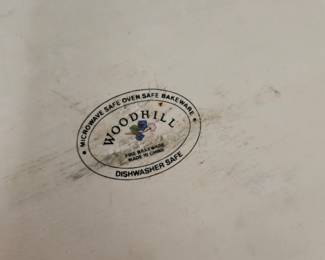 MICROWAVE SAFE OVEN SAFE BAKEWARE
WOODHILL
FINE BAKEWARE
MADE IN CHINA
DISHWASHER SAFE